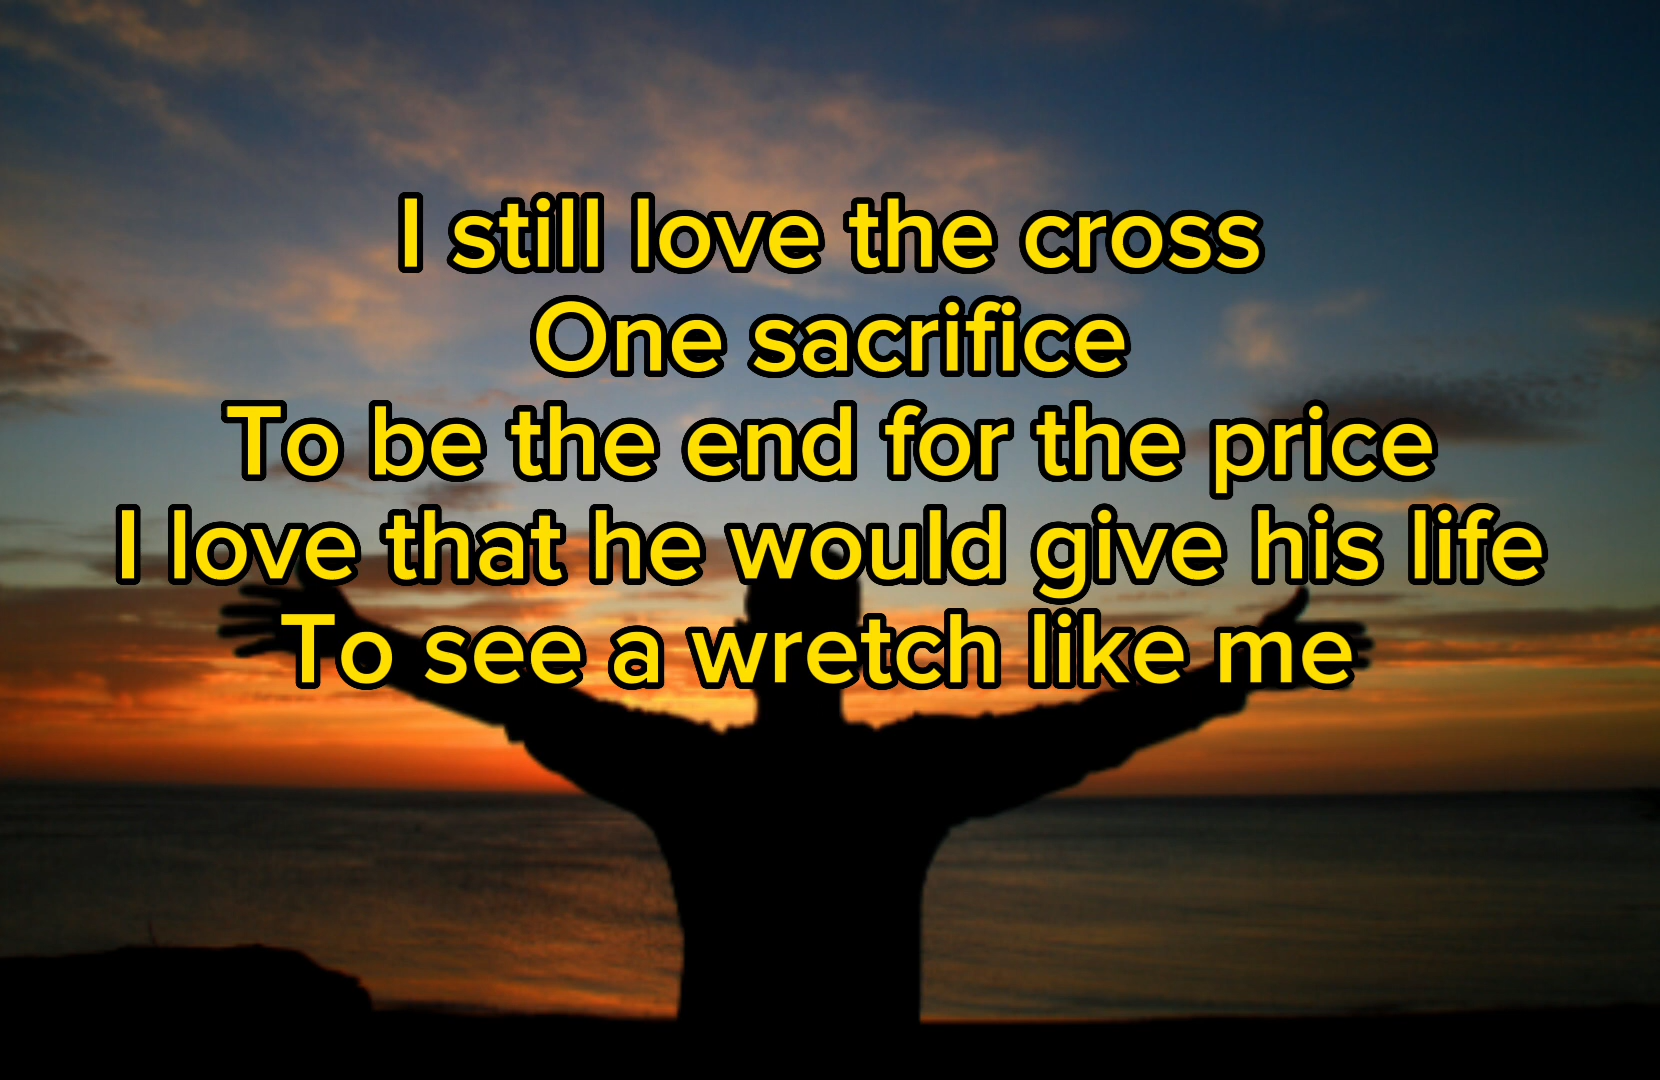 I still love the cross
One sacrifice
To be the end for the price
I love that he would give his life
To see a wretch like me